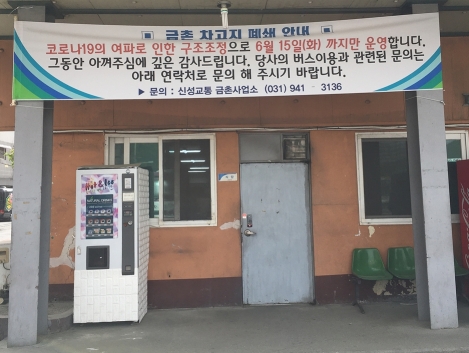 금촌 차고지 폐쇄 안내
코로나19의 여파로 인한 구조조정으로 6월 15일(화) 까지만 운영합니다.
그동안 아껴주심에 깊은 감사드립니다. 당사의 버스이용과 관련된 문의는
아래 연락처로 문의 해 주시기 바랍니다.
▶ 문의 : 신성교통 금촌사업소 (031) 941 - 3136